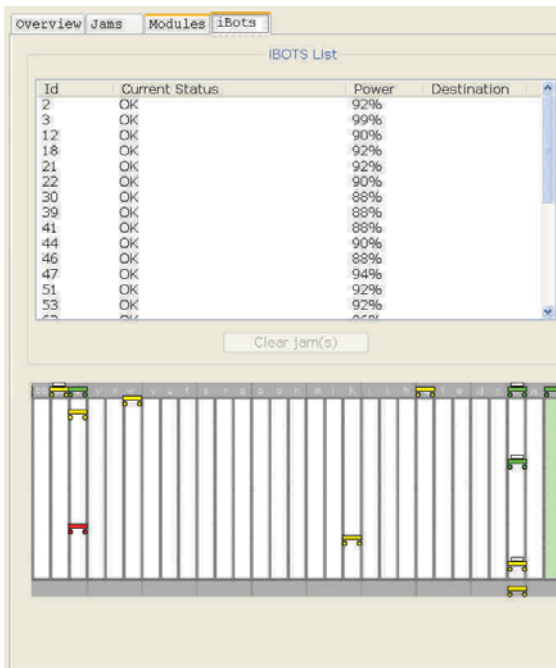 Overview Jams Modules iBots
IBOTS List
Id Current Status Power Destination
2 OK 92%
3 OK 99%
12 OK 90%
18 OK 92%
21 OK 92%
22 OK 90%
30 OK 88%
39 OK 88%
41 OK 88%
44 OK 90%
46 OK 88%
47 OK 94%
51 OK 92%
53 OK 92%
Clear jam(s)
y x w v u t s r q p o n m l k j i h f e d c a